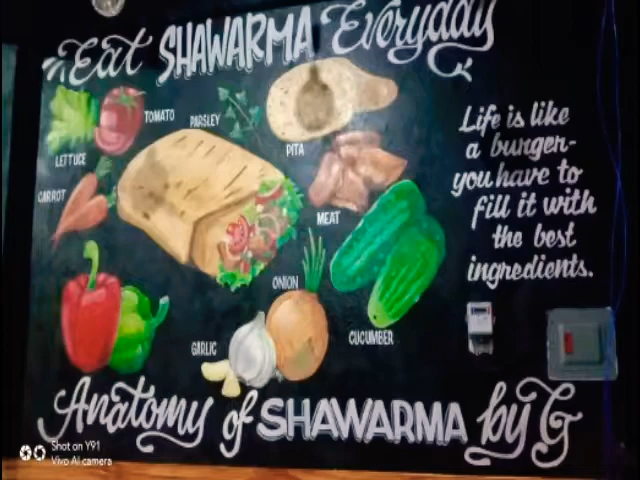 Eat SHAWARMA Everyday
TOMATO
PARSLEY
LETTUCE
PITA
CARROT
MEAT
Life is like
a burger-
you have to
fill it with
the best
ingredients.
ONION
GARLIC
CUCUMBER
Anatomy of SHAWARMA by G
Shot on Y91
Vivo AI camera